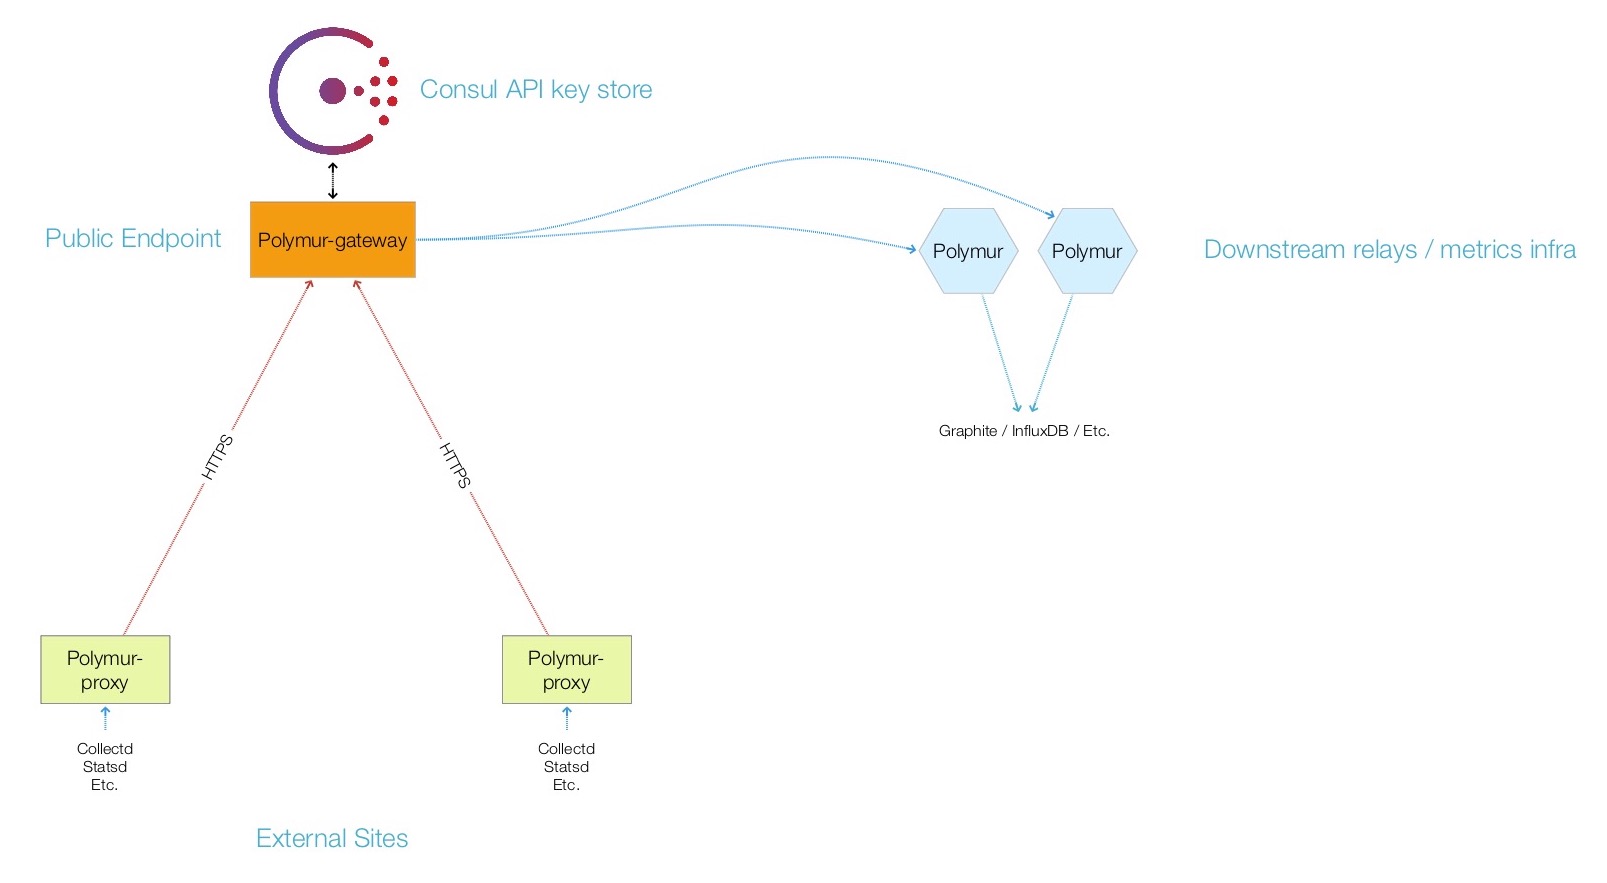 Consul API key store
Public Endpoint
Polymur-gateway
Polymur
Polymur
Downstream relays / metrics infra
Graphite / InfluxDB / Etc.
HTTPS
HTTPS
Polymur-
proxy
Polymur-
proxy
Collectd
Statsd
Etc.
Collectd
Statsd
Etc.
External Sites